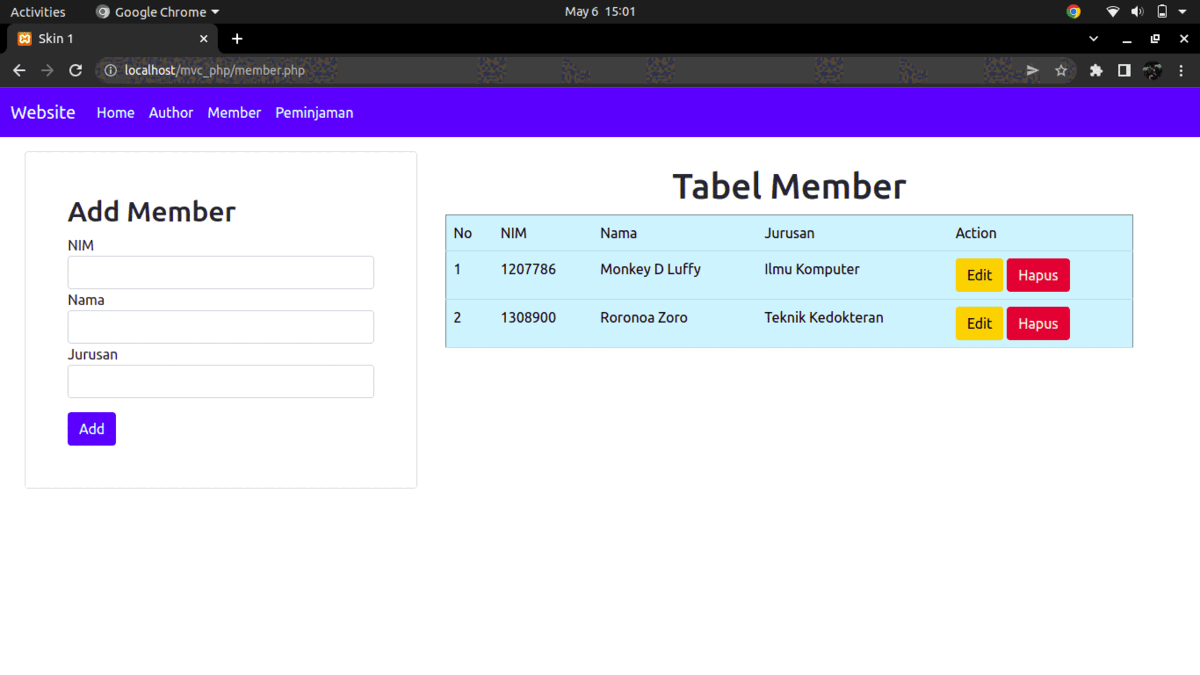 Activities Google Chrome May 6 15:01
Skin 1
localhost/mvc_php/member.php
Website Home Author Member Peminjaman
Add Member
NIM
Nama
Jurusan
Add
Tabel Member
No NIM Nama Jurusan Action
1 1207786 Monkey D Luffy Ilmu Komputer Edit Hapus
2 1308900 Roronoa Zoro Teknik Kedokteran Edit Hapus